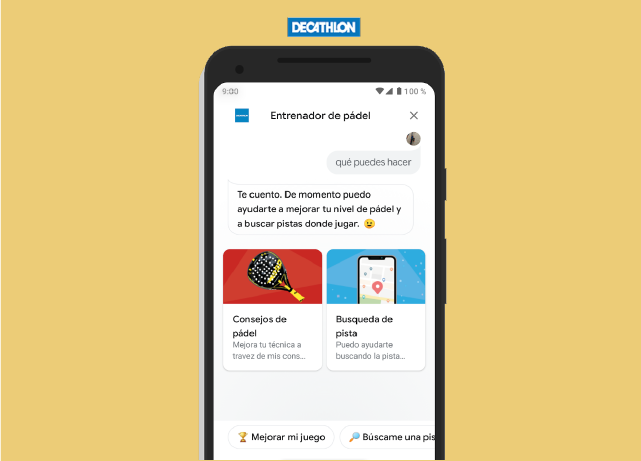 DECATHLON
9:30 100 %
Entrenador de pádel
qué puedes hacer
Te cuento. De momento puedo
ayudarte a mejorar tu nivel de pádel y
a buscar pistas donde jugar. 😉
Consejos de
pádel
Mejora tu técnica a
travez de mis cons...
Busqueda de
pista
Puedo ayudarte
buscando la pista...
🏆 Mejorar mi juego
🔎 Búscame una pis